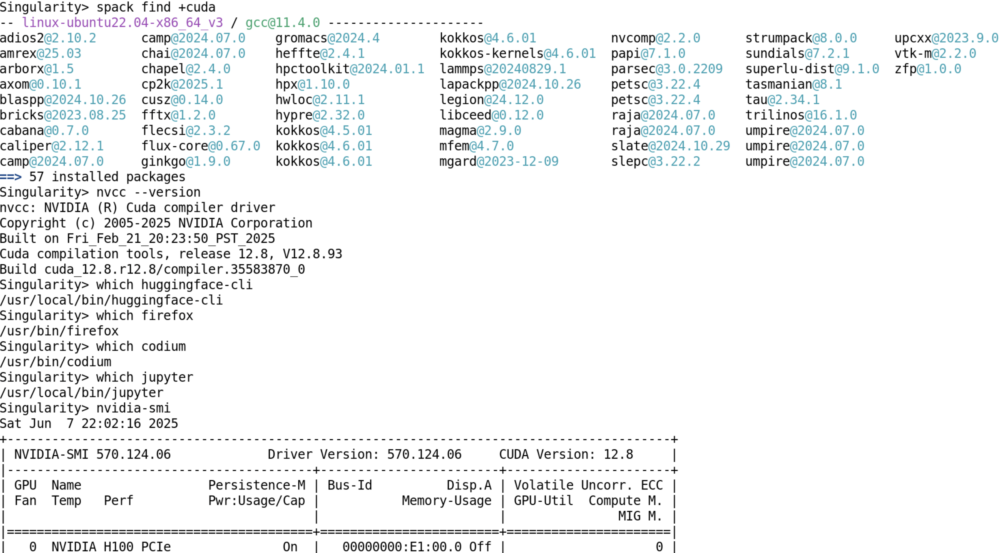 Singularity> spack find +cuda
-- linux-ubuntu22.04-x86_64_v3 / gcc@11.4.0 ---------------------
adios2@2.10.2      camp@2024.07.0    gromacs@2024.4        kokkos@4.6.01          nvcomp@2.2.0      strumpack@8.0.0     upcxx@2023.9.0
amrex@25.03        chai@2024.07.0    heffte@2.4.1          kokkos-kernels@4.6.01  papi@7.1.0        sundials@7.2.1      vtk-m@2.2.0
arborx@1.5         chapel@2.4.0      hpctoolkit@2024.01.1  lammps@20240829.1      parsec@3.0.2209   superlu-dist@9.1.0  zfp@1.0.0
axom@0.10.1        cp2k@2025.1       hpx@1.10.0            lapackpp@2024.10.26    petsc@3.22.4      tasmanian@8.1
blaspp@2024.10.26  cusz@0.14.0       hwloc@2.11.1          legion@24.12.0         petsc@3.22.4      tau@2.34.1
bricks@2023.08.25  fftx@1.2.0        hypre@2.32.0          libceed@0.12.0         raja@2024.07.0    trilinos@16.1.0
cabana@0.7.0       flecsi@2.3.2      kokkos@4.5.01         magma@2.9.0            raja@2024.07.0    umpire@2024.07.0
caliper@2.12.1     flux-core@0.67.0  kokkos@4.6.01         mfem@4.7.0             slate@2024.10.29  umpire@2024.07.0
camp@2024.07.0     ginkgo@1.9.0      kokkos@4.6.01         mgard@2023-12-09       slepc@3.22.2      umpire@2024.07.0
==> 57 installed packages
Singularity> nvcc --version
nvcc: NVIDIA (R) Cuda compiler driver
Copyright (c) 2005-2025 NVIDIA Corporation
Built on Fri_Feb_21_20:23:50_PST_2025
Cuda compilation tools, release 12.8, V12.8.93
Build cuda_12.8.r12.8/compiler.35583870_0
Singularity> which huggingface-cli
/usr/local/bin/huggingface-cli
Singularity> which firefox
/usr/bin/firefox
Singularity> which codium
/usr/bin/codium
Singularity> which jupyter
/usr/local/bin/jupyter
Singularity> nvidia-smi
Sat Jun  7 22:02:16 2025
+-----------------------------------------------------------------------------------------+
| NVIDIA-SMI 570.124.06             Driver Version: 570.124.06     CUDA Version: 12.8     |
|-----------------------------------------+------------------------+----------------------+
| GPU  Name                 Persistence-M | Bus-Id          Disp.A | Volatile Uncorr. ECC |
| Fan  Temp   Perf          Pwr:Usage/Cap |           Memory-Usage | GPU-Util  Compute M. |
|                                         |                        |               MIG M. |
|=========================================+========================+======================|
|   0  NVIDIA H100 PCIe               On  |   00000000:E1:00.0 Off |                    0 |